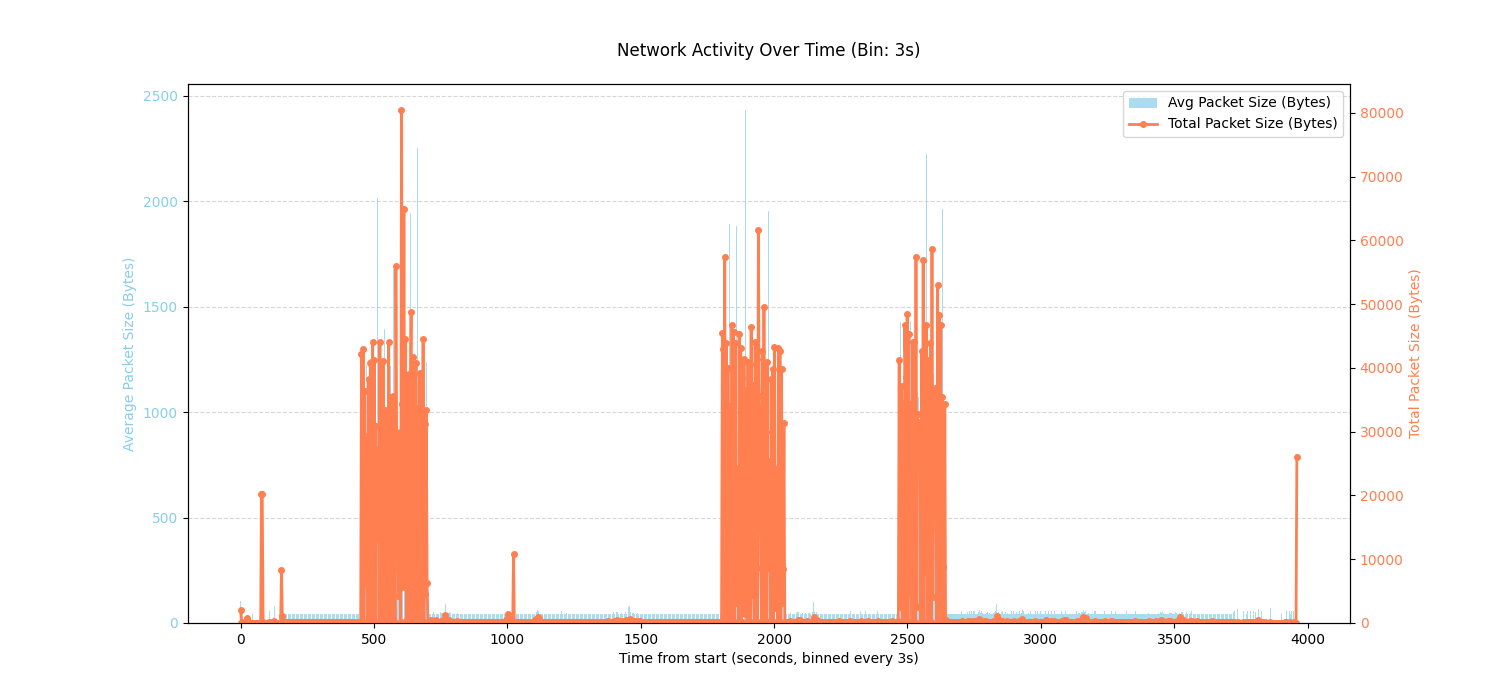 Network Activity Over Time (Bin: 3s)
Avg Packet Size (Bytes)
Total Packet Size (Bytes)
Average Packet Size (Bytes)
2500
2000
1500
1000
500
0
80000
70000
60000
50000
40000
30000
20000
10000
0
Total Packet Size (Bytes)
0 500 1000 1500 2000 2500 3000 3500 4000
Time from start (seconds, binned every 3s)